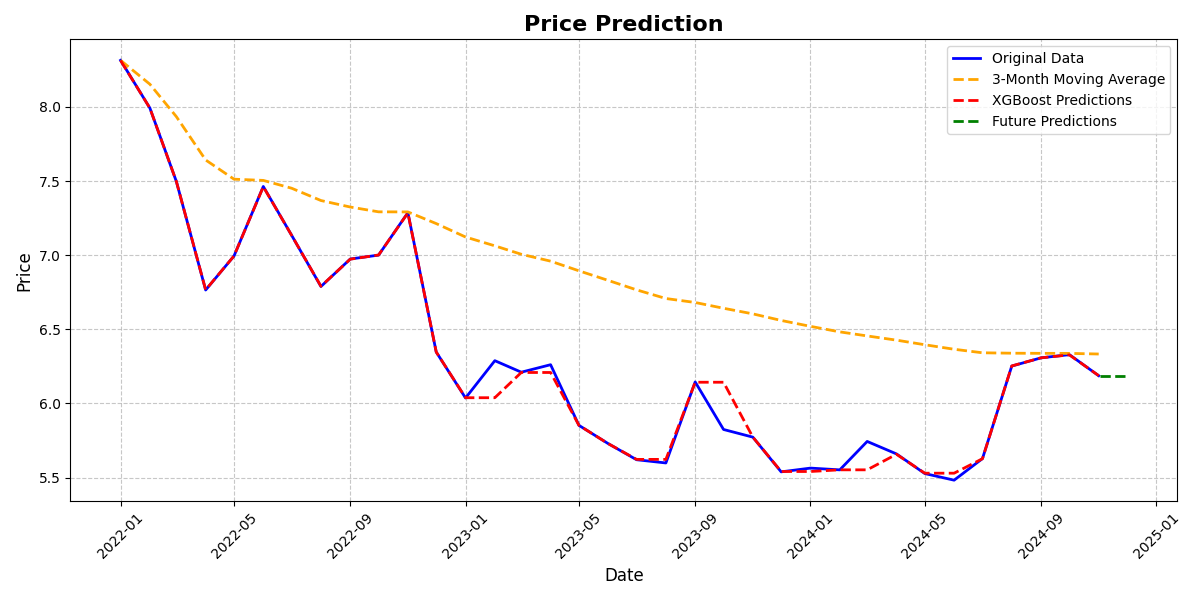 Price Prediction
Original Data
3-Month Moving Average
XGBoost Predictions
Future Predictions
Price
8.0
7.5
7.0
6.5
6.0
5.5
2022-01
2022-05
2022-09
2023-01
2023-05
2023-09
2024-01
2024-05
2024-09
2025-01
Date